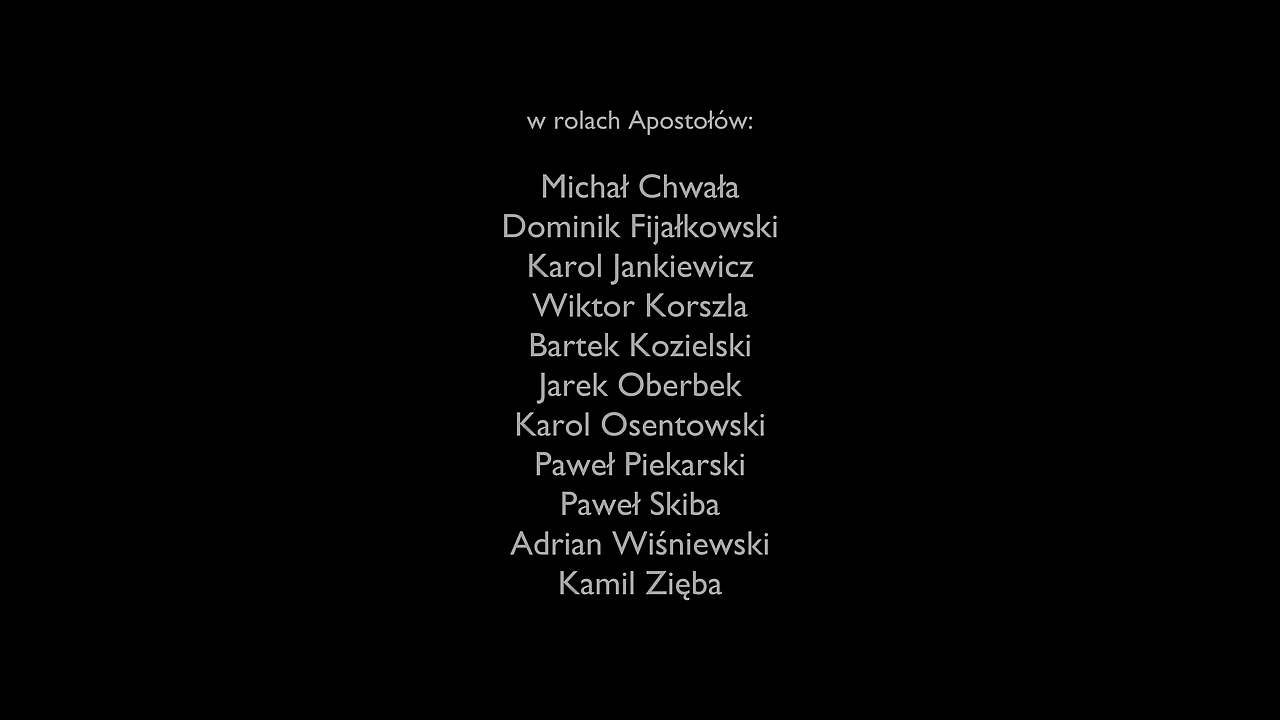 w rolach Apostołów:
Michał Chwała
Dominik Fijałkowski
Karol Jankiewicz
Wiktor Korszla
Bartek Kozielski
Jarek Oberbek
Karol Osentowski
Paweł Piekarski
Paweł Skiba
Adrian Wiśniewski
Kamil Zięba